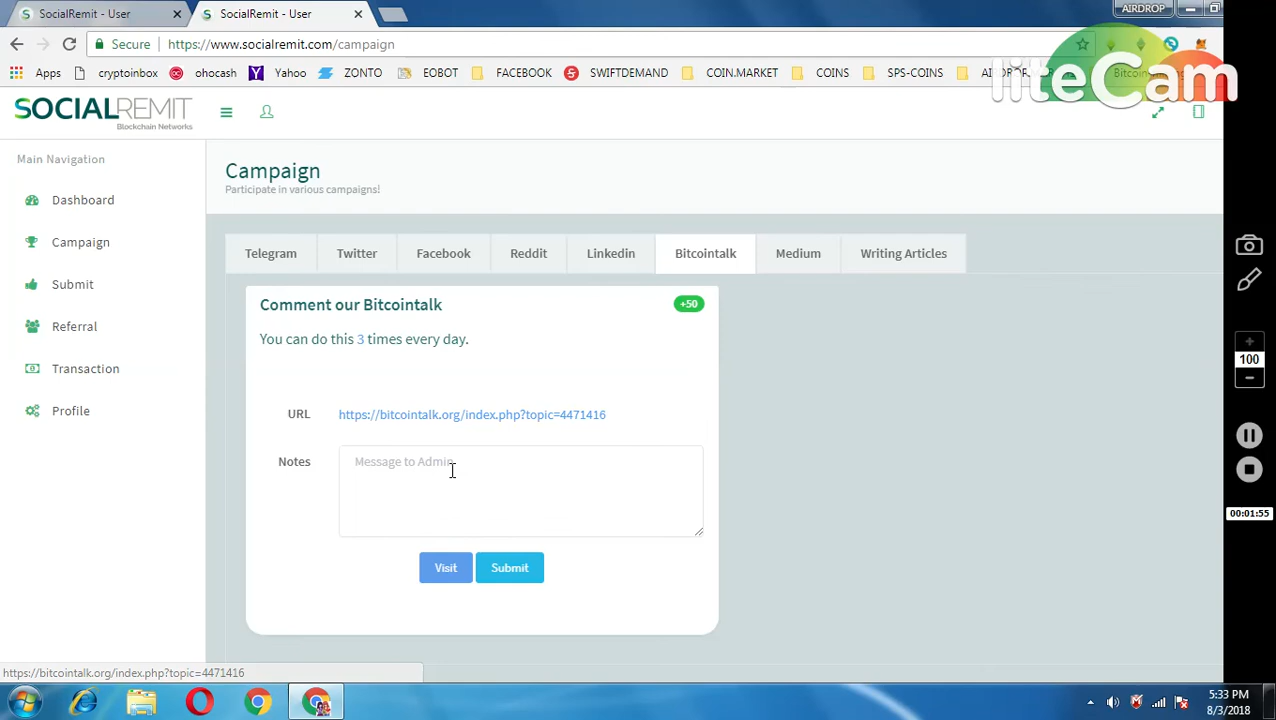 SocialRemit - User
SocialRemit - User
AIRDROP
Secure
https://www.socialremit.com/campaign
Apps
cryptoinbox
ohocash
Yahoo
ZONTO
EOBOT
FACEBOOK
SWIFTDEMAND
COIN.MARKET
COINS
SPS-COINS
liteCam
SOCIALREMIT
Blockchain Networks
Main Navigation
Dashboard
Campaign
Submit
Referral
Transaction
Profile
Campaign
Participate in various campaigns!
Telegram
Twitter
Facebook
Reddit
Linkedin
Bitcointalk
Medium
Writing Articles
Comment our Bitcointalk
+50
You can do this 3 times every day.
URL
https://bitcointalk.org/index.php?topic=4471416
Notes
Message to Admin
Visit
Submit
100
00:01:55
https://bitcointalk.org/index.php?topic=4471416
5:33 PM
8/3/2018